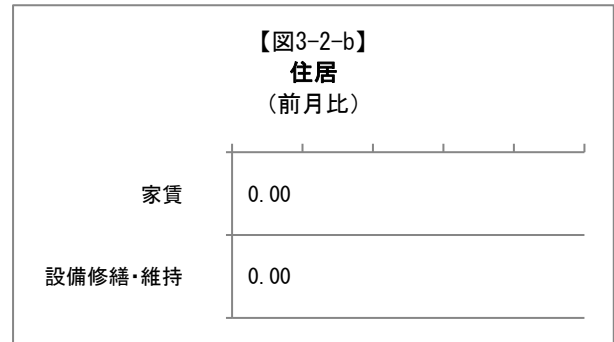 【図3-2-b】
住居
（前月比）
家賃 0.00
設備修繕・維持 0.00